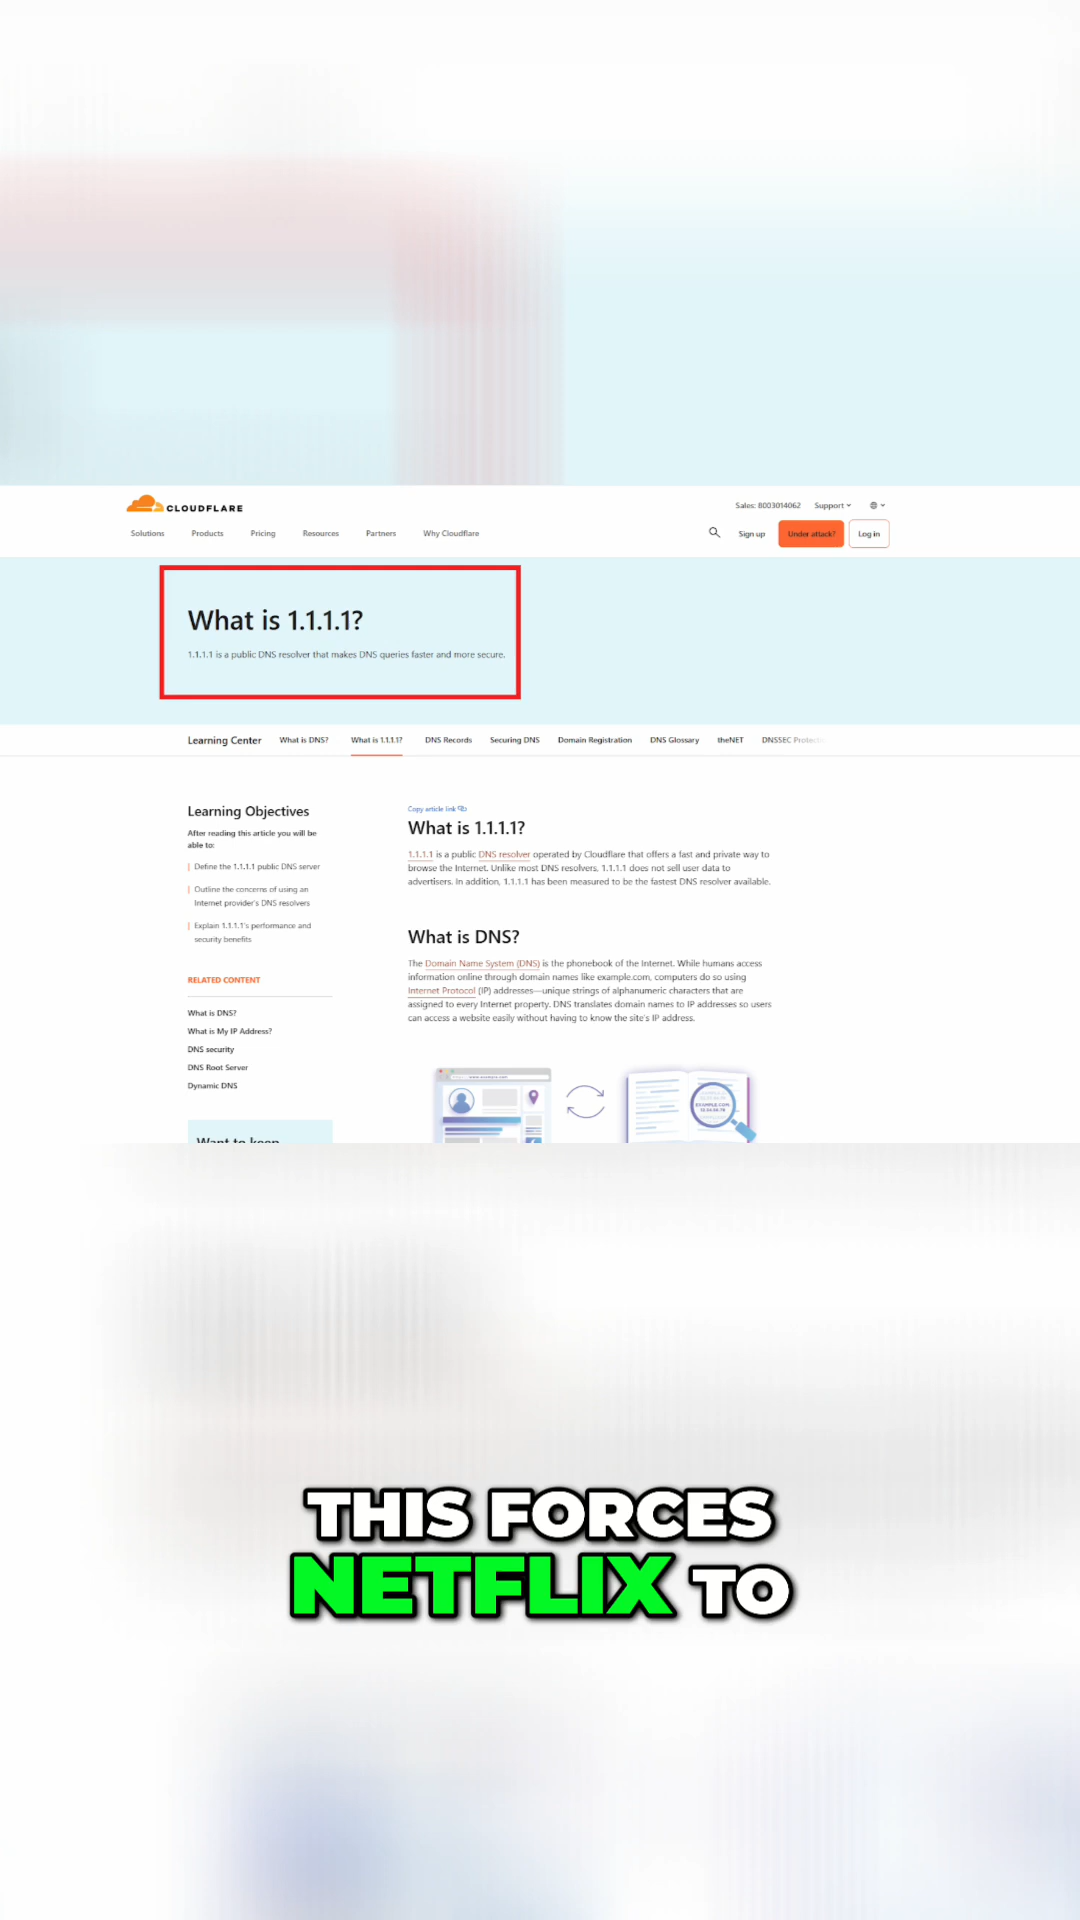 CLOUDFLARE
Sales: 8003014062 Support
Solutions Products Pricing Resources Partners Why Cloudflare
Sign up Under attack? Log in
What is 1.1.1.1?
1.1.1.1 is a public DNS resolver that makes DNS queries faster and more secure.
Learning Center What is DNS? What is 1.1.1.1? DNS Records Securing DNS Domain Registration DNS Glossary theNET DNSSEC Protect
Learning Objectives
After reading this article you will be
able to:
Define the 1.1.1.1 public DNS server
Outline the concerns of using an
Internet provider's DNS resolvers
Explain 1.1.1.1's performance and
security benefits
RELATED CONTENT
What is DNS?
What is My IP Address?
DNS security
DNS Root Server
Dynamic DNS
Want to keep
Copy article link
What is 1.1.1.1?
1.1.1.1 is a public DNS resolver operated by Cloudflare that offers a fast and private way to
browse the Internet. Unlike most DNS resolvers, 1.1.1.1 does not sell user data to
advertisers. In addition, 1.1.1.1 has been measured to be the fastest DNS resolver available.
What is DNS?
The Domain Name System (DNS) is the phonebook of the Internet. While humans access
information online through domain names like example.com, computers do so using
Internet Protocol (IP) addresses—unique strings of alphanumeric characters that are
assigned to every Internet property. DNS translates domain names to IP addresses so users
can access a website easily without having to know the site's IP address.
EXAMPLE.COM
THIS FORCES
NETFLIX TO